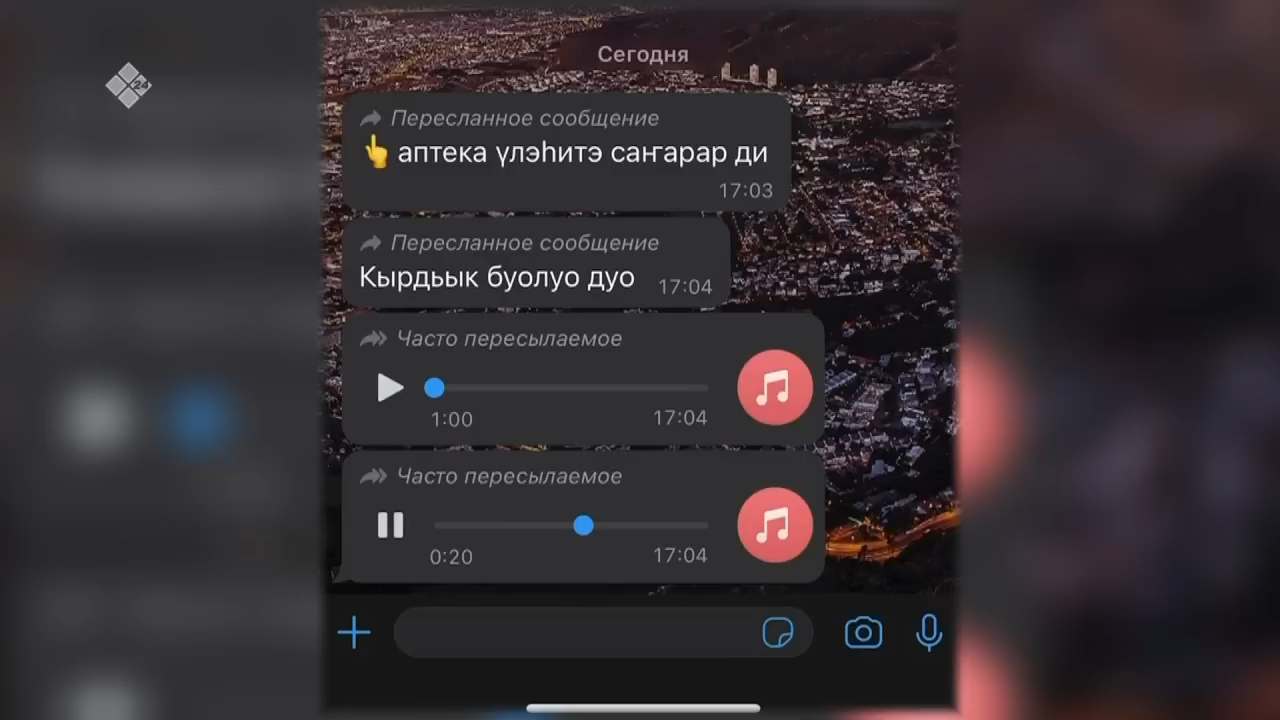 Сегодня
Пересланное сообщение
👆 аптека үлэһитэ саҥарар ди
17:03
Пересланное сообщение
Кырдьык буолуо дуо 17:04
Часто пересылаемое
1:00 17:04
Часто пересылаемое
0:20 17:04
24